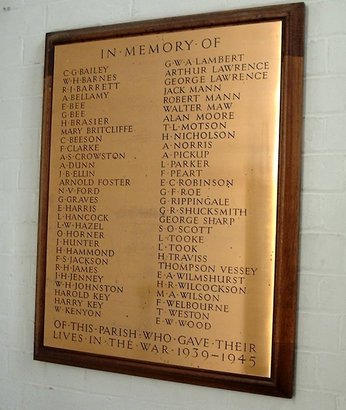 IN·MEMORY·OF
C·G·BAILEY
W·H·BARNES
R·J·BARRETT
A·BELLAMY
E·BEE
G·BEE
H·BRASIER
MARY BRITCLIFFE
C·BEESON
F·CLARKE
A·S·CROWSTON
A·DUNN
J·B·ELLIN
ARNOLD FOSTER
N·V·FORD
G·GRAVES
E·HARRIS
L·HANCOCK
L·W·HAZEL
O·HORNER
J·HUNTER
H·HAMMOND
F·S·JACKSON
R·H·JAMES
J·H·JENNEY
W·H·JOHNSTON
HAROLD KEY
HARRY KEY
W·KENYON
G·W·A·LAMBERT
ARTHUR LAWRENCE
GEORGE LAWRENCE
JACK MANN
ROBERT MANN
WALTER MAW
ALAN MOORE
T·L·MOTSON
H·NICHOLSON
A·NORRIS
A·PICKUP
L·PARKER
F·PEART
E·C·ROBINSON
G·F·ROE
G·RIPPINGALE
G·R·SHUCKSMITH
GEORGE SHARP
S·O·SCOTT
L·TOOKE
J·TOOK
H·TRAVISS
THOMPSON VESSEY
E·A·WILMSHURST
H·R·WILCOCKSON
M·A·WILSON
F·WELBOURNE
T·WESTON
E·W·WOOD
OF·THIS·PARISH·WHO·GAVE·THEIR
LIVES·IN·THE·WAR·1939–1945